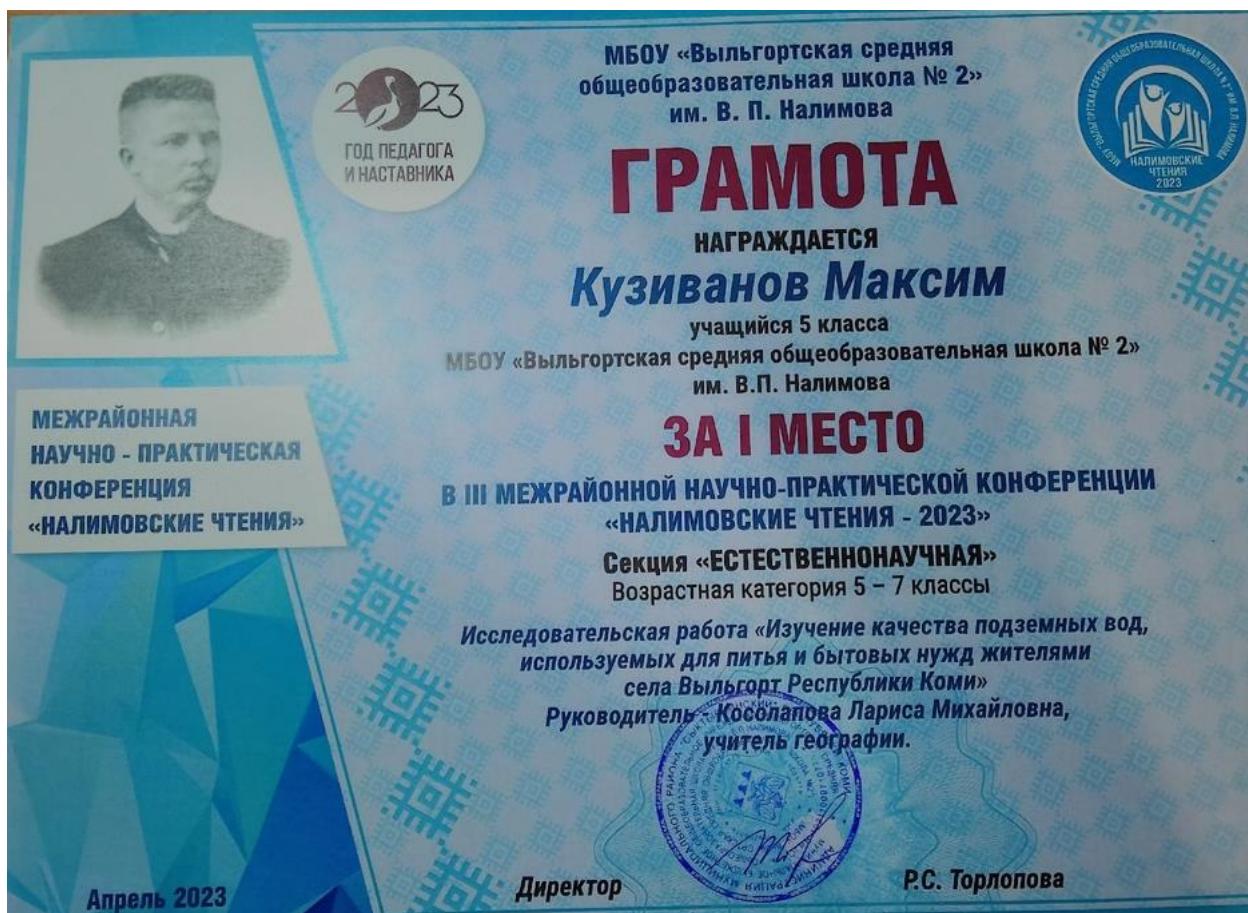 МБОУ «Выльгортская средняя
общеобразовательная школа № 2»
им. В. П. Налимова
2023
ГОД ПЕДАГОГА
И НАСТАВНИКА
НАЛИМОВСКИЕ
ЧТЕНИЯ
2023
ГРАМОТА
НАГРАЖДАЕТСЯ
Кузиванов Максим
учащийся 5 класса
МБОУ «Выльгортская средняя общеобразовательная школа № 2»
им. В.П. Налимова
ЗА I МЕСТО
В III МЕЖРАЙОННОЙ НАУЧНО-ПРАКТИЧЕСКОЙ КОНФЕРЕНЦИИ
«НАЛИМОВСКИЕ ЧТЕНИЯ - 2023»
Секция «ЕСТЕСТВЕННОНАУЧНАЯ»
Возрастная категория 5 – 7 классы
Исследовательская работа «Изучение качества подземных вод,
используемых для питья и бытовых нужд жителями
села Выльгорт Республики Коми»
Руководитель - Косолапова Лариса Михайловна,
учитель географии.
МЕЖРАЙОННАЯ
НАУЧНО - ПРАКТИЧЕСКАЯ
КОНФЕРЕНЦИЯ
«НАЛИМОВСКИЕ ЧТЕНИЯ»
Апрель 2023
Директор
Р.С. Торлопова